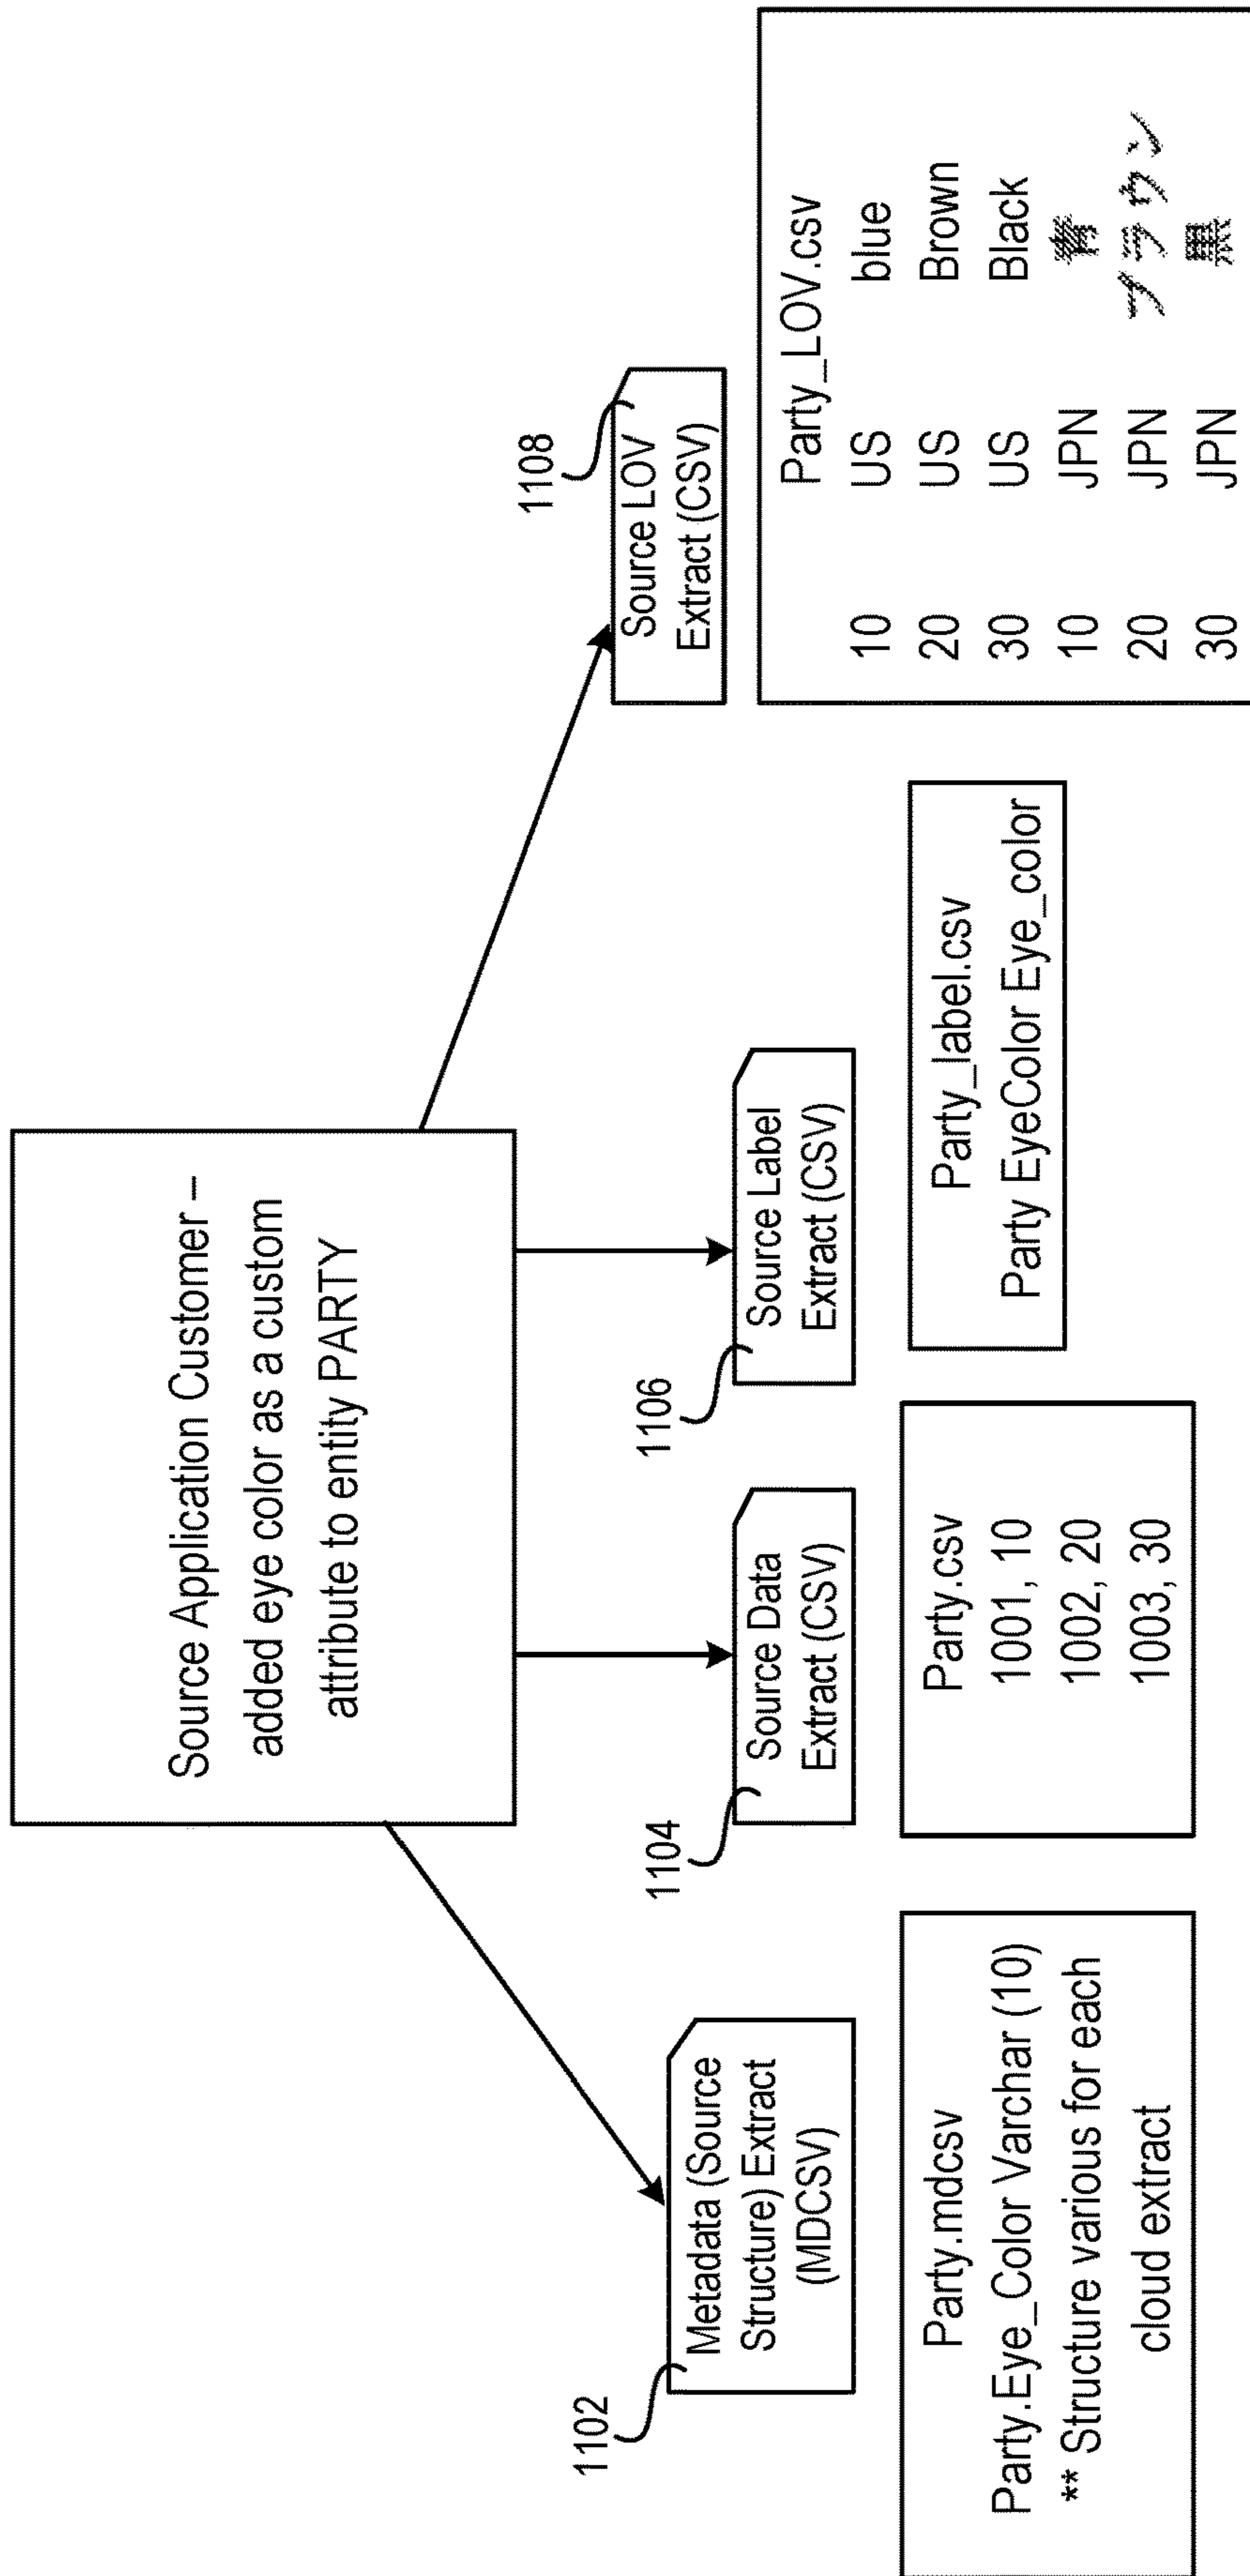 Source Application Customer –
added eye color as a custom
attribute to entity PARTY
1102
Metadata (Source
Structure) Extract
(MDCSV)
Party.mdcsv
Party.Eye_Color Varchar (10)
** Structure various for each
cloud extract
1104
Source Data
Extract (CSV)
Party.csv
1001, 10
1002, 20
1003, 30
1106
Source Label
Extract (CSV)
Party_label.csv
Party EyeColor Eye_color
1108
Source LOV
Extract (CSV)
Party_LOV.csv
10 US blue
20 US Brown
30 US Black
10 JPN 青
20 JPN ブラウン
30 JPN 黒